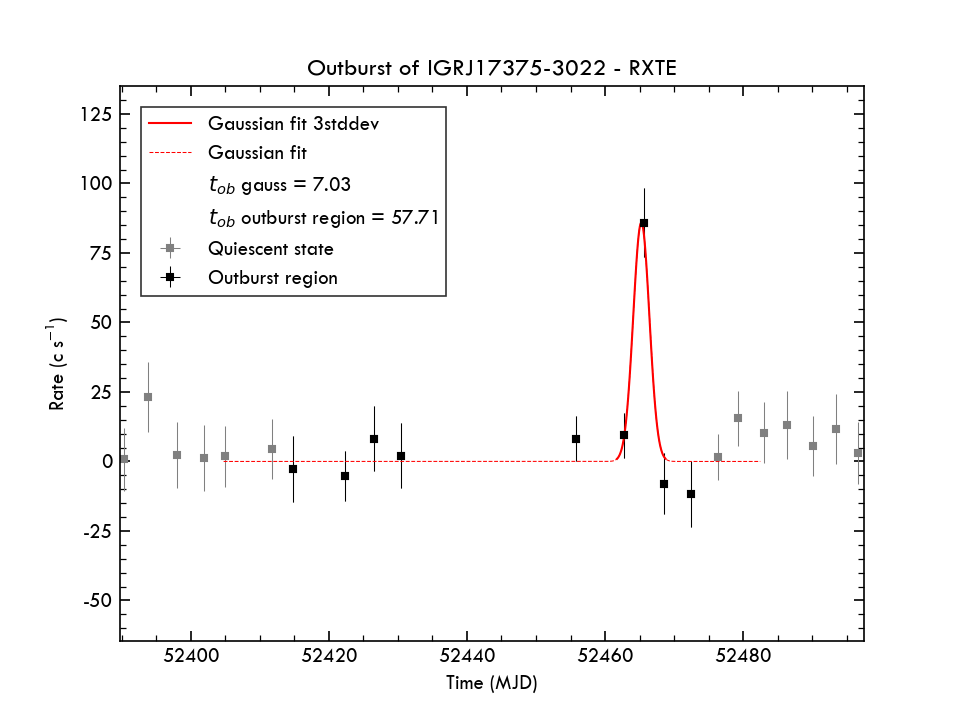 Outburst of IGRJ17375-3022 - RXTE
Gaussian fit 3stddev
Gaussian fit
t_ob gauss = 7.03
t_ob outburst region = 57.71
Quiescent state
Outburst region
125
100
75
50
25
0
-25
-50
Rate (c s⁻¹)
52400 52420 52440 52460 52480
Time (MJD)